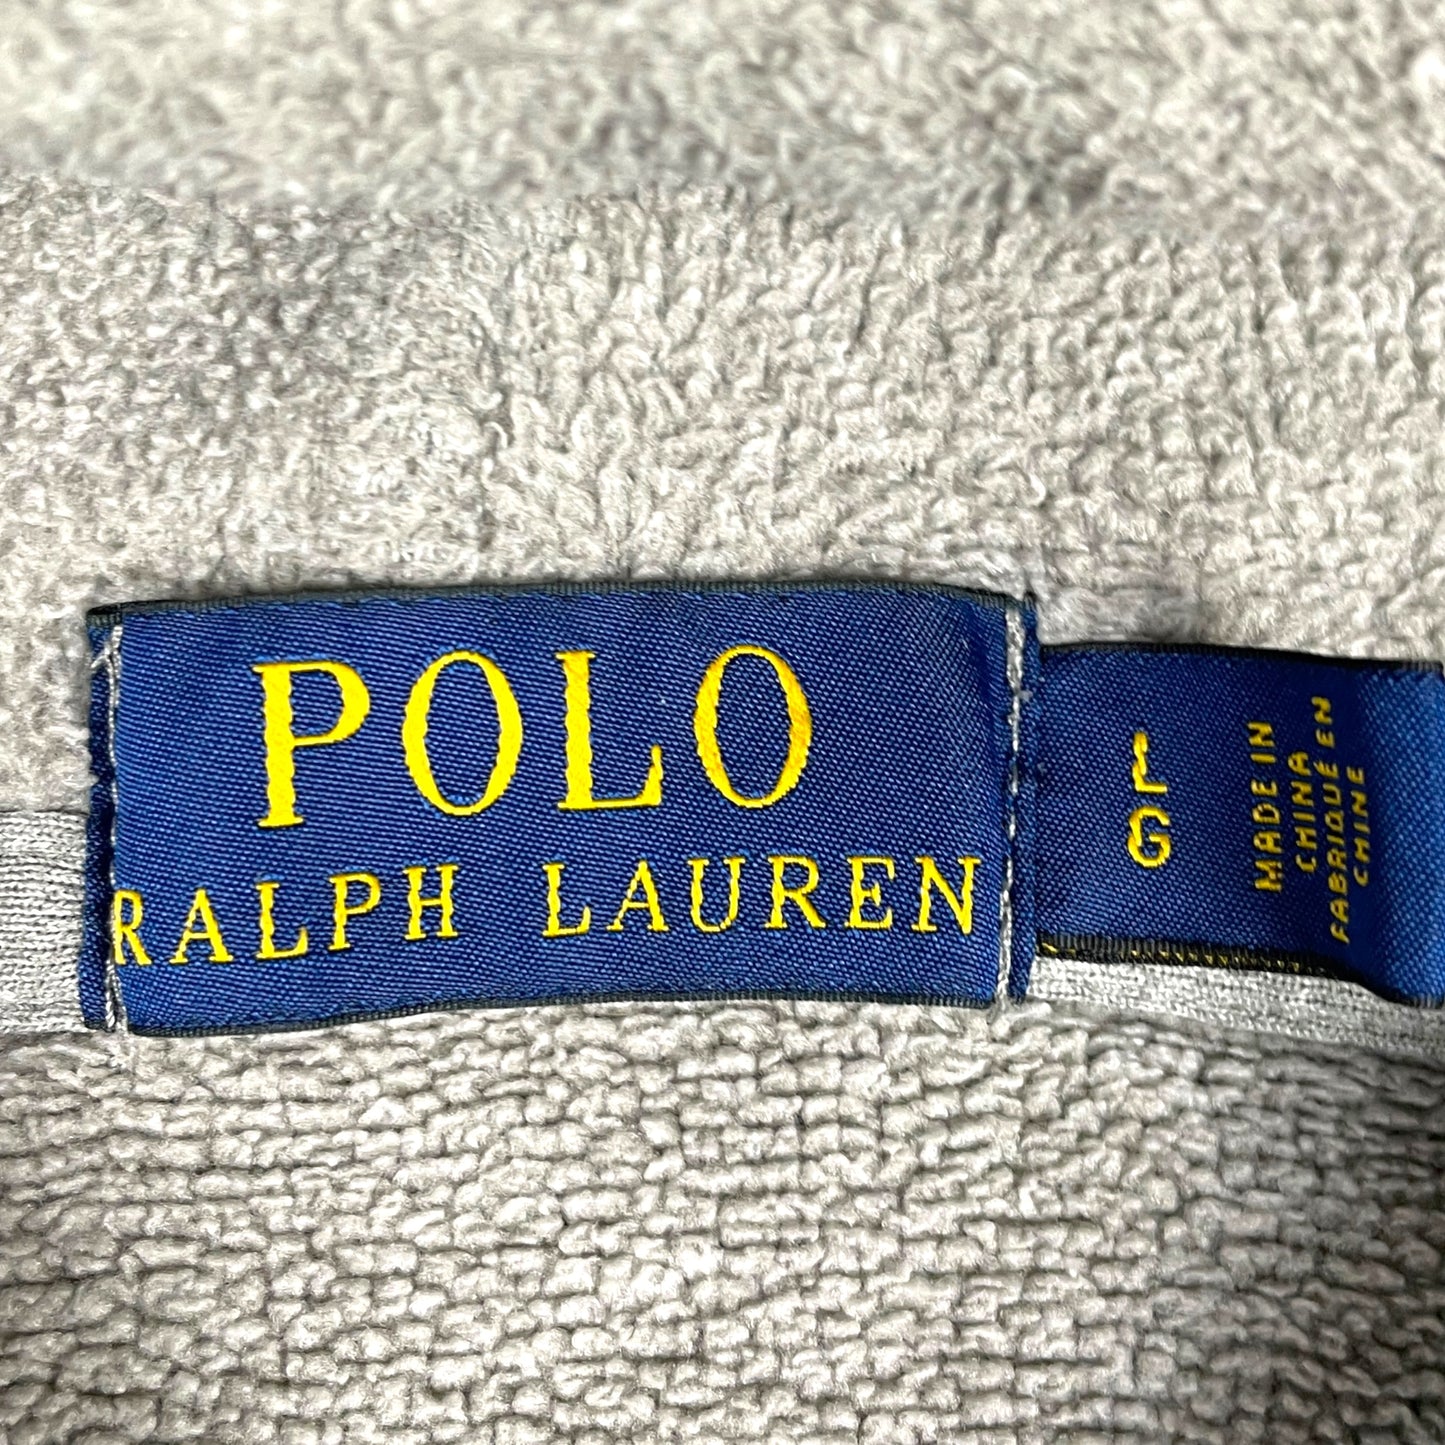 POLO
RALPH LAUREN
L
G
MADE IN
CHINA
FABRIQUÉ EN
CHINE